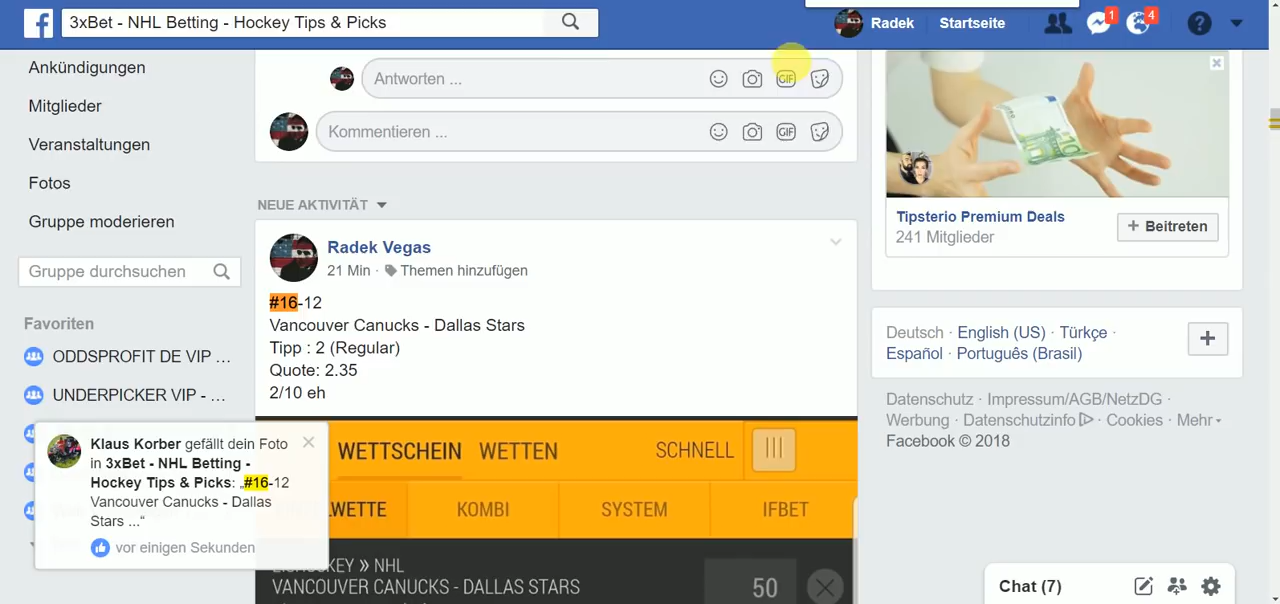 3xBet - NHL Betting - Hockey Tips & Picks
Radek
Startseite
1
4
Ankündigungen
Mitglieder
Veranstaltungen
Fotos
Gruppe moderieren
Gruppe durchsuchen
Favoriten
ODDSPROFIT DE VIP ...
UNDERPICKER VIP - ...
Klaus Korber gefällt dein Foto
in 3xBet - NHL Betting -
Hockey Tips & Picks: „#16-12
Vancouver Canucks - Dallas
Stars ...“
vor einigen Sekunden
Antworten ...
GIF
Kommentieren ...
GIF
NEUE AKTIVITÄT
Radek Vegas
21 Min · Themen hinzufügen
#16-12
Vancouver Canucks - Dallas Stars
Tipp : 2 (Regular)
Quote: 2.35
2/10 eh
WETTSCHEIN WETTEN SCHNELL
WETTE KOMBI SYSTEM IFBET
» NHL
VANCOUVER CANUCKS - DALLAS STARS
50
100
Tipsterio Premium Deals
241 Mitglieder
+ Beitreten
Deutsch · English (US) · Türkçe ·
Español · Português (Brasil)
Datenschutz · Impressum/AGB/NetzDG ·
Werbung · Datenschutzinfo · Cookies · Mehr
Facebook © 2018
Chat (7)